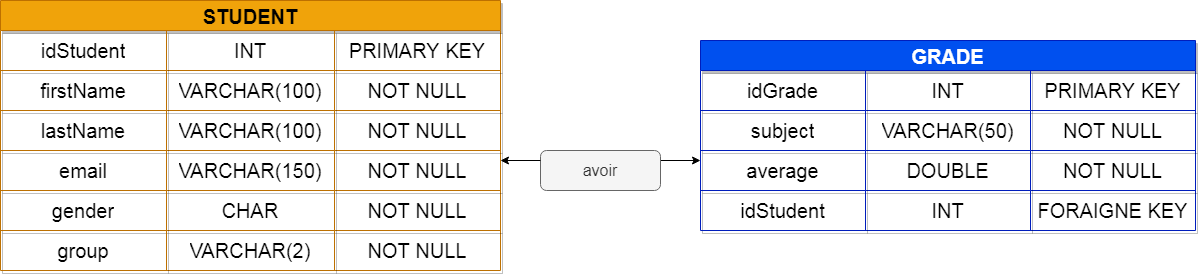 STUDENT
idStudent INT PRIMARY KEY
firstName VARCHAR(100) NOT NULL
lastName VARCHAR(100) NOT NULL
email VARCHAR(150) NOT NULL
gender CHAR NOT NULL
group VARCHAR(2) NOT NULL
avoir
GRADE
idGrade INT PRIMARY KEY
subject VARCHAR(50) NOT NULL
average DOUBLE NOT NULL
idStudent INT FORAIGNE KEY